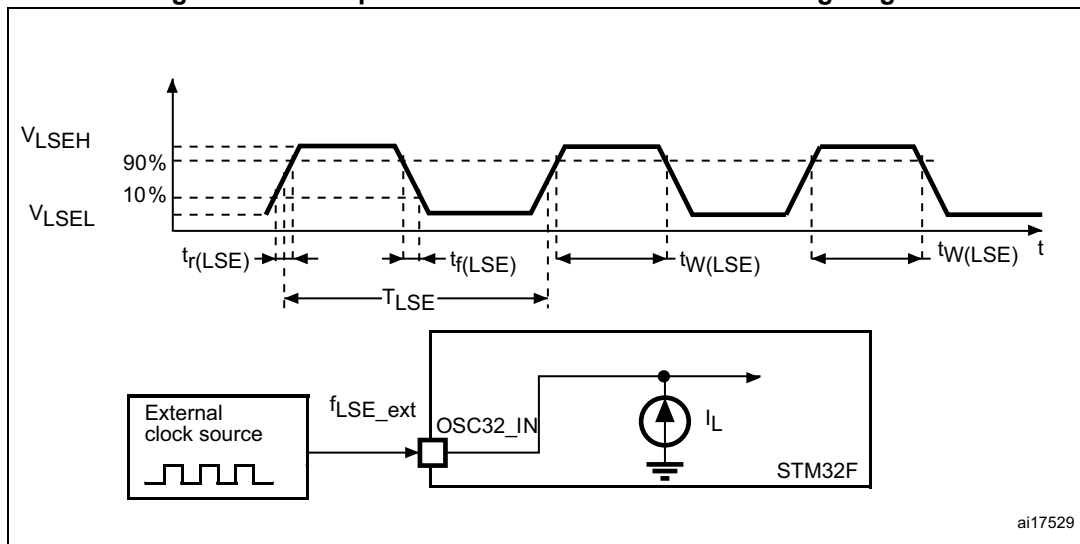 V_LSEH
90%
10%
V_LSEL
t_r(LSE)
t_f(LSE)
t_W(LSE)
t_W(LSE)
t
T_LSE
External
clock source
f_LSE_ext
OSC32_IN
I_L
STM32F
ai17529